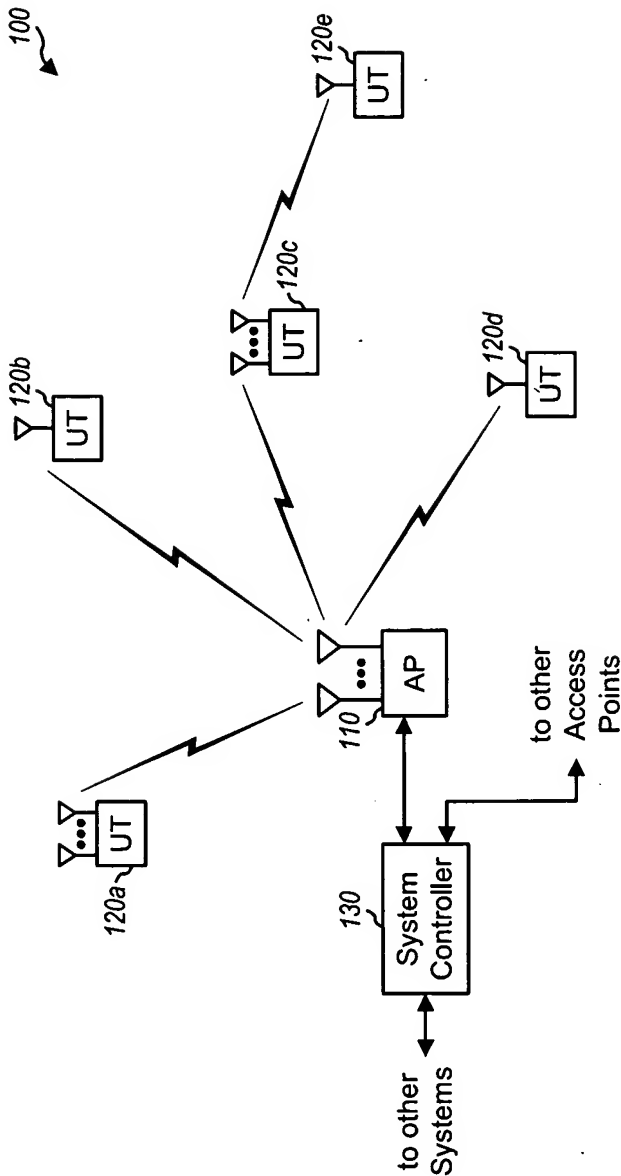 100
120b
UT
120e
UT
120c
UT
120a
UT
120d
UT
110
AP
130
System
Controller
to other
Access
Points
to other
Systems